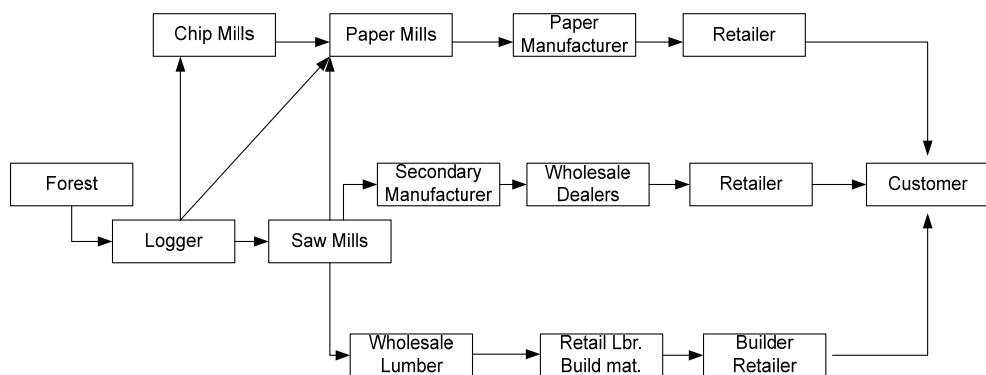 Chip Mills
Paper Mills
Paper
Manufacturer
Retailer
Forest
Secondary
Manufacturer
Wholesale
Dealers
Retailer
Customer
Logger
Saw Mills
Wholesale
Lumber
Retail Lbr.
Build mat.
Builder
Retailer